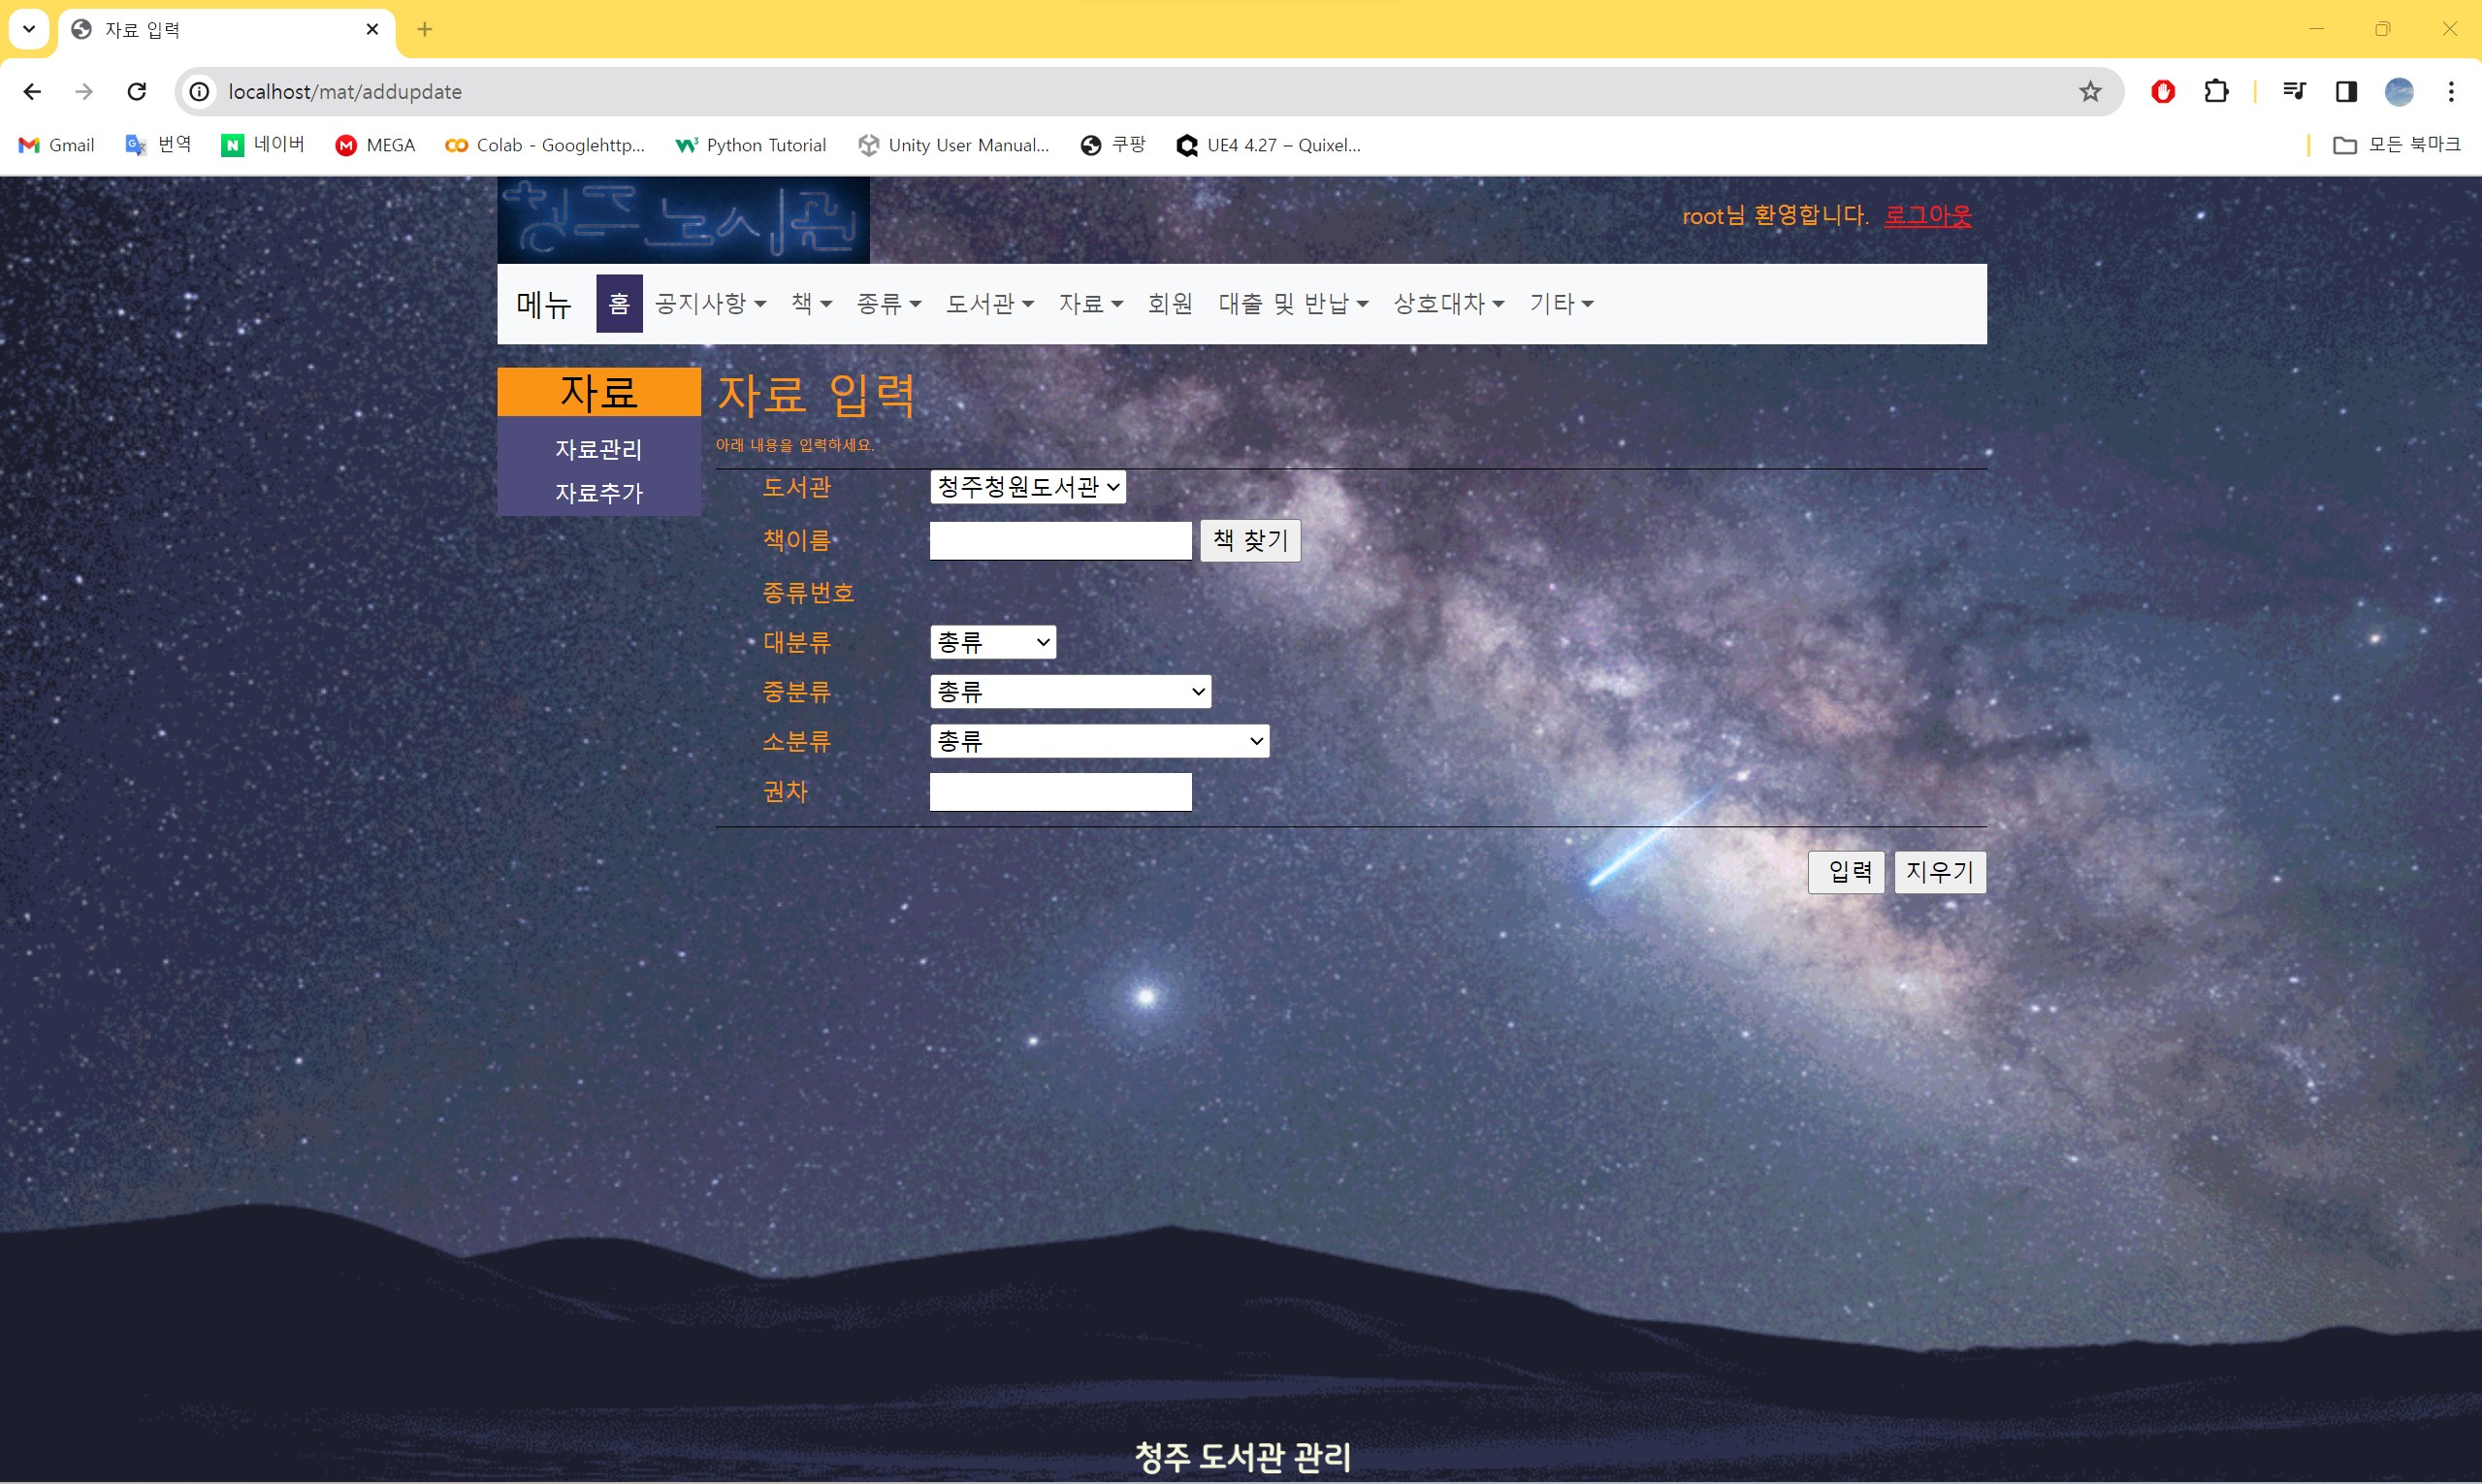 자료 입력
localhost/mat/addupdate
Gmail 번역 네이버 MEGA Colab - Googlehttp... Python Tutorial Unity User Manual... 쿠팡 UE4 4.27 – Quixel... 모든 북마크
청주 도서관
root님 환영합니다. 로그아웃
메뉴 홈 공지사항 책 종류 도서관 자료 회원 대출 및 반납 상호대차 기타
자료
자료관리
자료추가
자료 입력
아래 내용을 입력하세요.
도서관 청주청원도서관
책이름 책 찾기
종류번호
대분류 총류
중분류 총류
소분류 총류
권차
입력 지우기
청주 도서관 관리